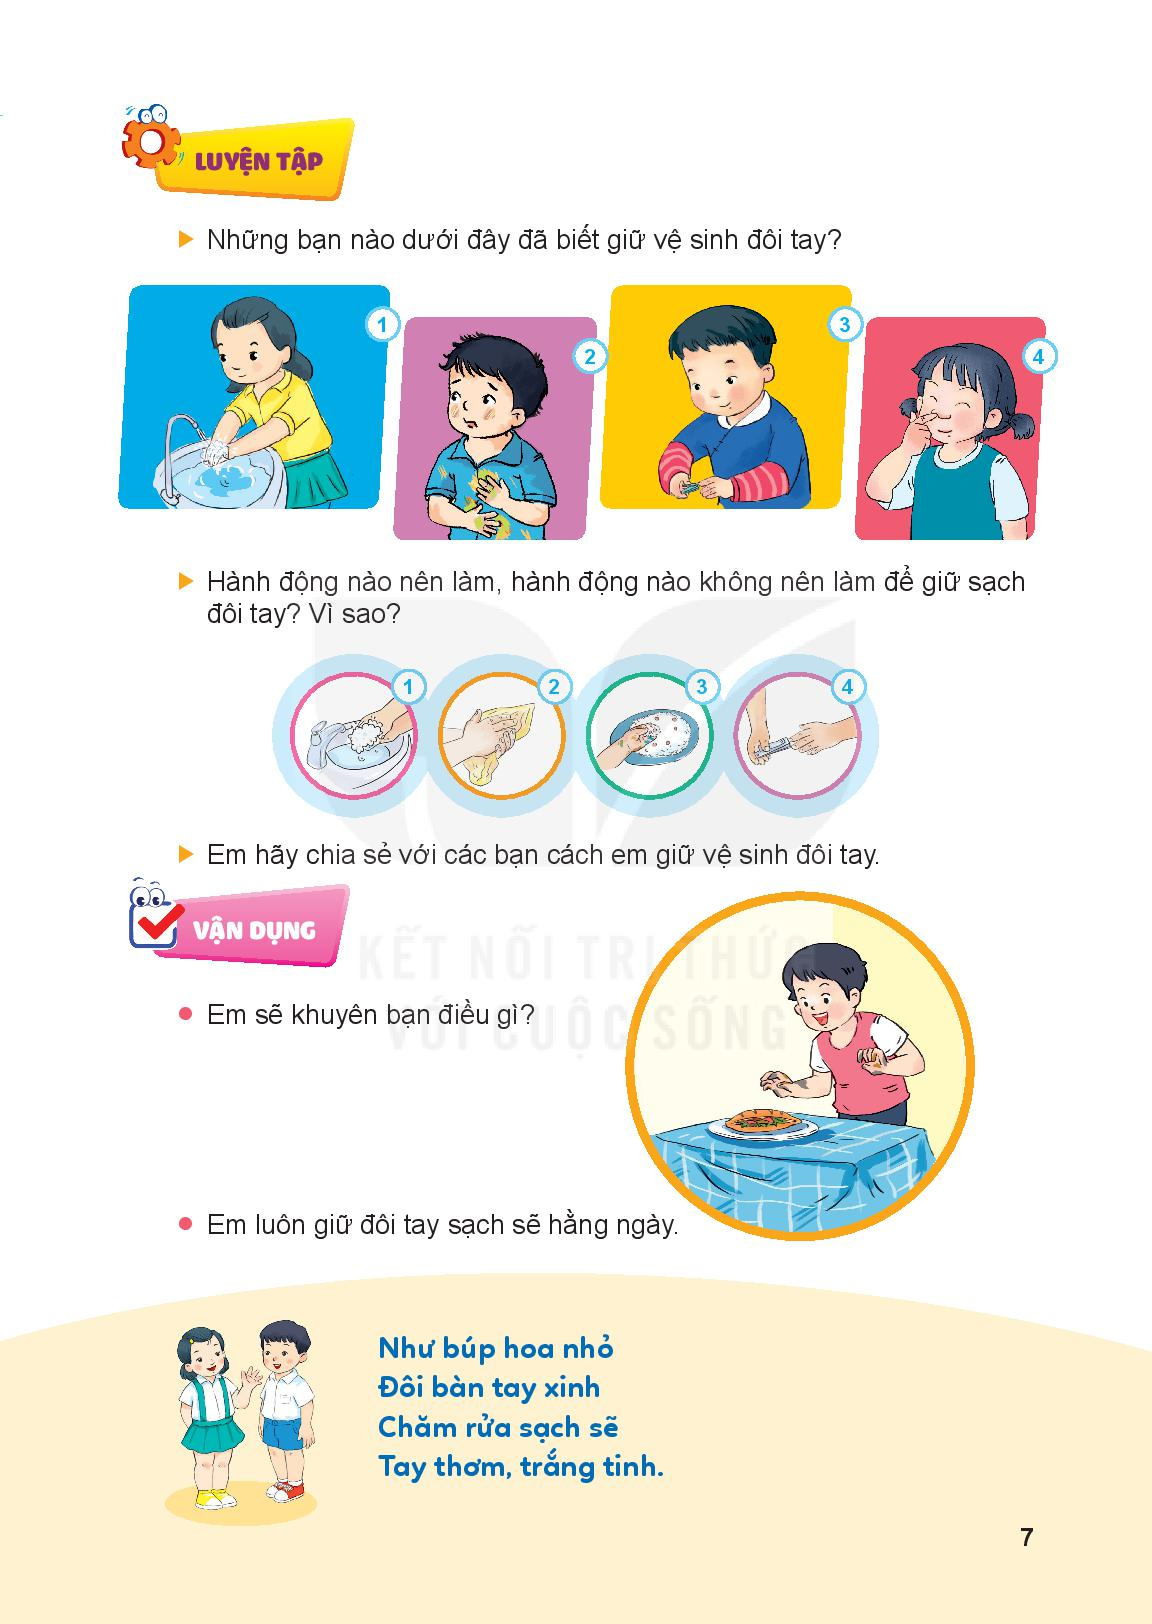 LUYỆN TẬP
Những bạn nào dưới đây đã biết giữ vệ sinh đôi tay?
1
2
3
4
Hành động nào nên làm, hành động nào không nên làm để giữ sạch
đôi tay? Vì sao?
1
2
3
4
Em hãy chia sẻ với các bạn cách em giữ vệ sinh đôi tay.
VẬN DỤNG
KẾT NỐI TRI THỨC
VỚI CUỘC SỐNG
Em sẽ khuyên bạn điều gì?
Em luôn giữ đôi tay sạch sẽ hằng ngày.
Như búp hoa nhỏ
Đôi bàn tay xinh
Chăm rửa sạch sẽ
Tay thơm, trắng tinh.
7